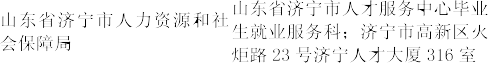 山东省济宁市人力资源和社
会保障局
山东省济宁市人才服务中心毕业
生就业服务科；济宁市高新区火
炬路 23 号济宁人才大厦 316 室